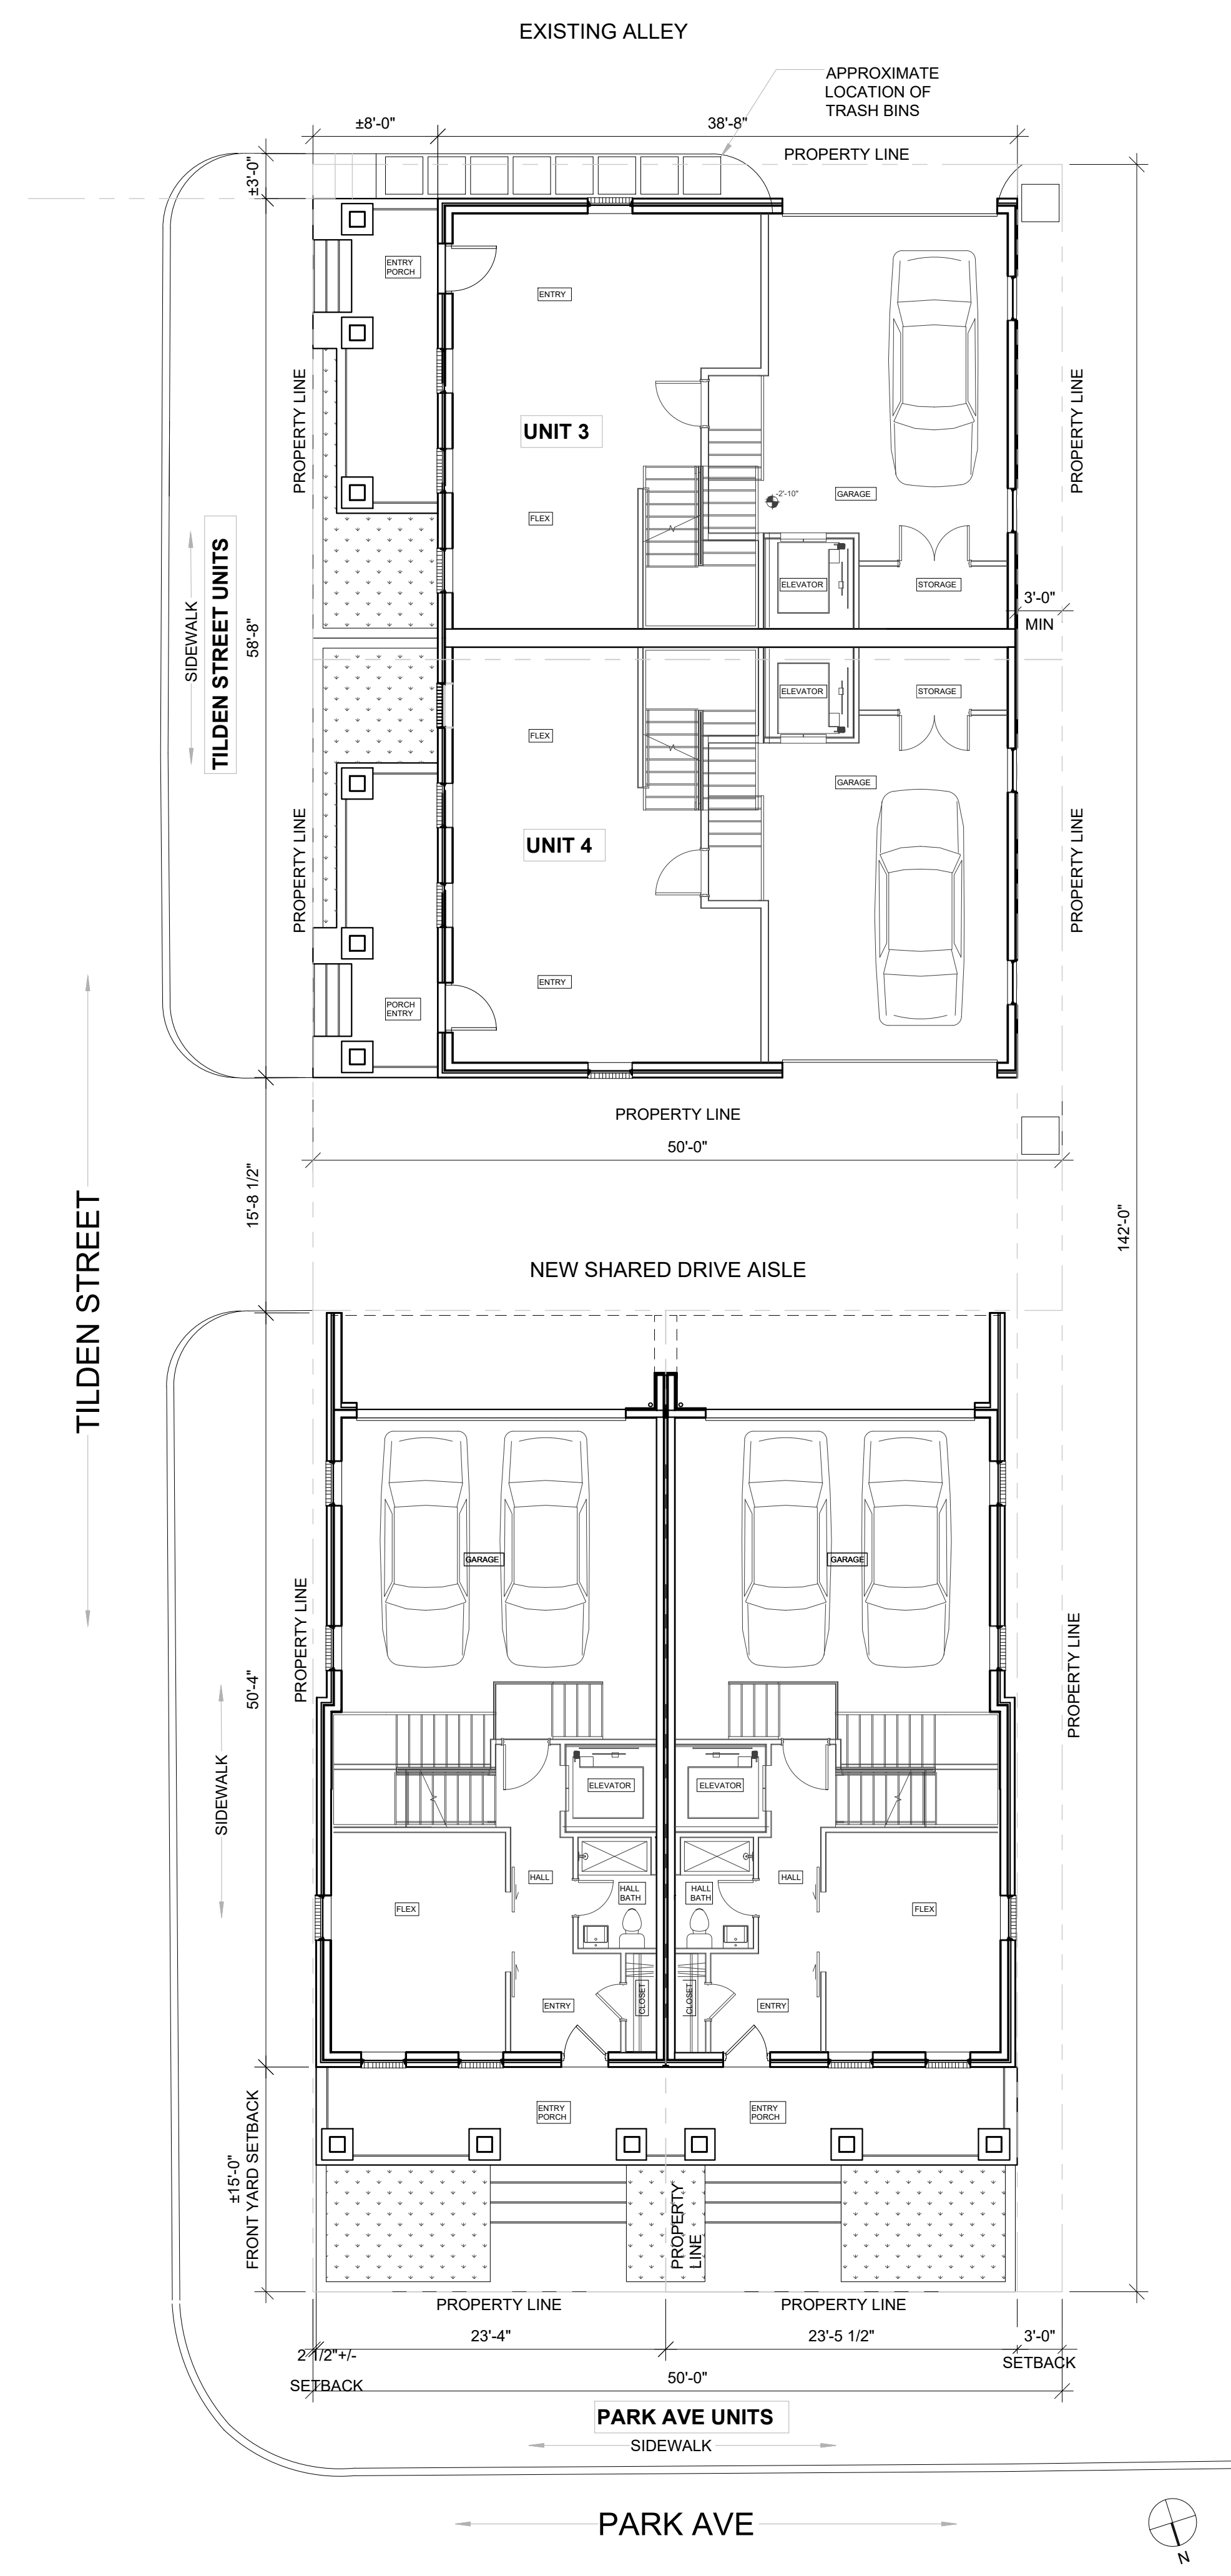 EXISTING ALLEY
APPROXIMATE
LOCATION OF
TRASH BINS
±8'-0"
38'-8"
PROPERTY LINE
±3'-0"
ENTRY
PORCH
ENTRY
PROPERTY LINE
PROPERTY LINE
UNIT 3
-2'-10"
GARAGE
FLEX
SIDEWALK
TILDEN STREET UNITS
58'-8"
ELEVATOR
STORAGE
3'-0"
MIN
ELEVATOR
STORAGE
FLEX
GARAGE
UNIT 4
PROPERTY LINE
PROPERTY LINE
ENTRY
PORCH
ENTRY
PROPERTY LINE
50'-0"
15'-8 1/2"
142'-0"
TILDEN STREET
NEW SHARED DRIVE AISLE
GARAGE
GARAGE
PROPERTY LINE
PROPERTY LINE
50'-4"
SIDEWALK
ELEVATOR
ELEVATOR
HALL
HALL
HALL
BATH
HALL
BATH
FLEX
FLEX
CLOSET
CLOSET
ENTRY
ENTRY
ENTRY
PORCH
ENTRY
PORCH
±15'-0"
FRONT YARD SETBACK
PROPERTY
LINE
PROPERTY LINE
PROPERTY LINE
23'-4"
23'-5 1/2"
3'-0"
2 1/2"+/-
SETBACK
SETBACK
50'-0"
PARK AVE UNITS
SIDEWALK
PARK AVE
N